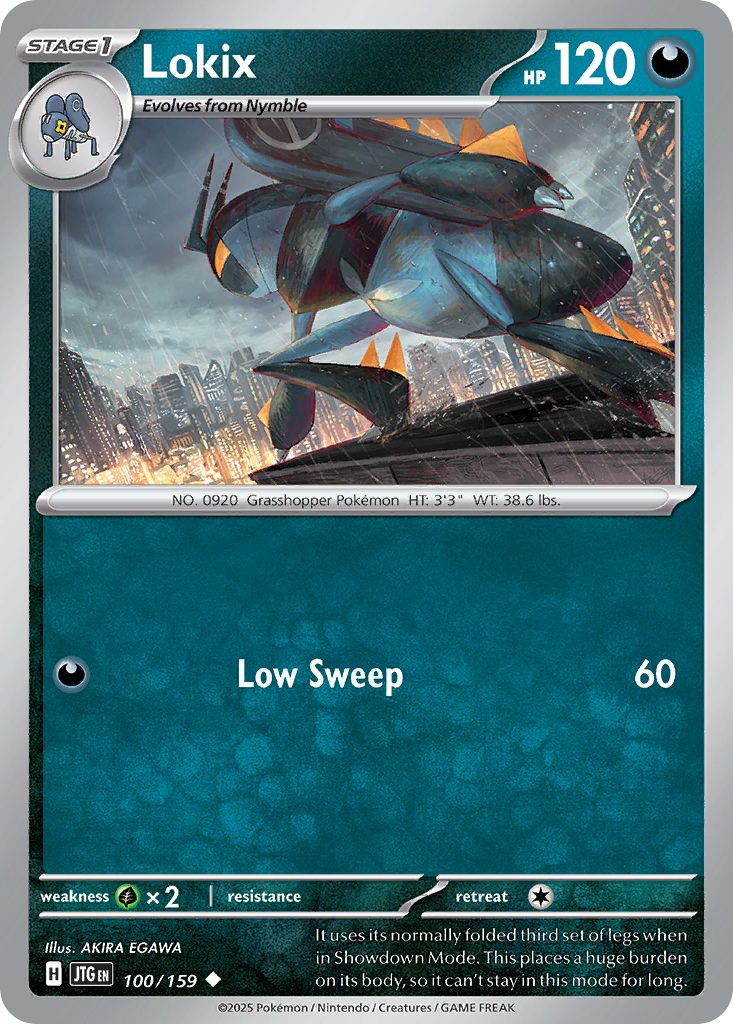 STAGE 1
Lokix
HP 120
Evolves from Nymble
NO. 0920 Grasshopper Pokémon HT: 3'3" WT: 38.6 lbs.
Low Sweep 60
weakness × 2 resistance retreat
Illus. AKIRA EGAWA
It uses its normally folded third set of legs when
in Showdown Mode. This places a huge burden
on its body, so it can't stay in this mode for long.
H JTG EN 100/159
©2025 Pokémon / Nintendo / Creatures / GAME FREAK